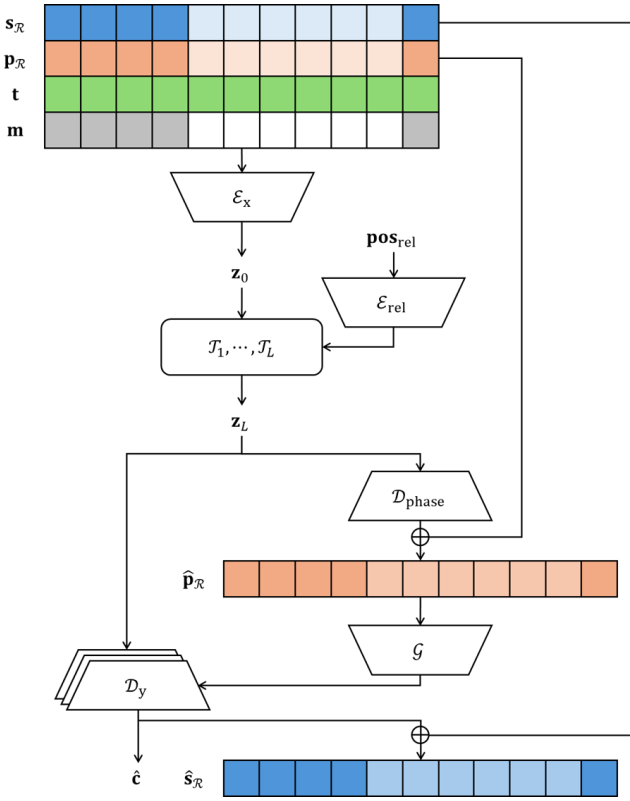 s_ℛ
p_ℛ
t
m
ℰ_x
pos_rel
z_0
ℰ_rel
𝒯_1, ⋯, 𝒯_L
z_L
𝒟_phase
p̂_ℛ
𝒢
𝒟_y
ĉ
ŝ_ℛ